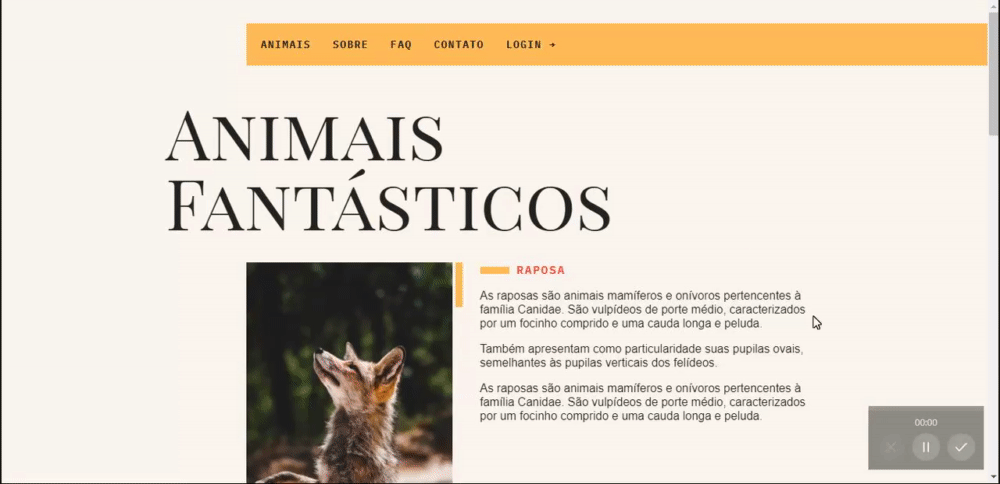 ANIMAIS SOBRE FAQ CONTATO LOGIN →
ANIMAIS
FANTÁSTICOS
RAPOSA
As raposas são animais mamíferos e onívoros pertencentes à
família Canidae. São vulpídeos de porte médio, caracterizados
por um focinho comprido e uma cauda longa e peluda.
Também apresentam como particularidade suas pupilas ovais,
semelhantes às pupilas verticais dos felídeos.
As raposas são animais mamíferos e onívoros pertencentes à
família Canidae. São vulpídeos de porte médio, caracterizados
por um focinho comprido e uma cauda longa e peluda.
00:00